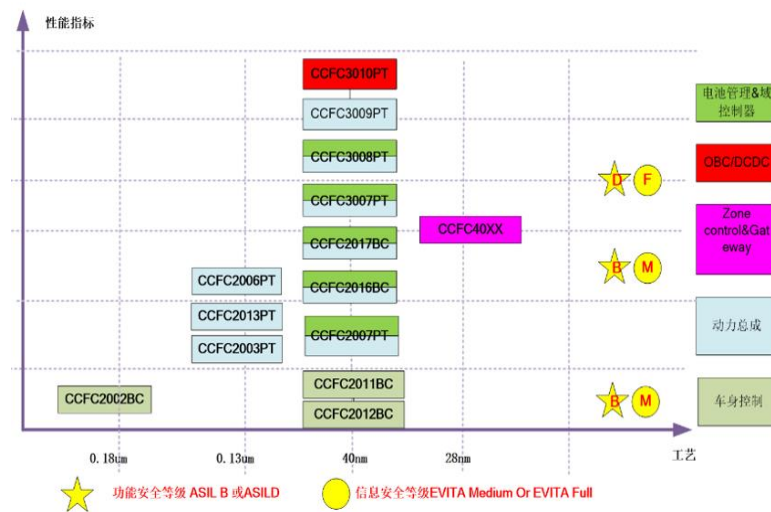 性能指标
CCFC3010PT
CCFC3009PT
CCFC3008PT
CCFC3007PT
CCFC40XX
CCFC2017BC
CCFC2006PT
CCFC2016BC
CCFC2013PT
CCFC2007PT
CCFC2003PT
CCFC2011BC
CCFC2002BC
CCFC2012BC
D F
B M
B M
电池管理&域
控制器
OBC/DCDC
Zone
control&Gat
eway
动力总成
车身控制
0.18um
0.13um
40nm
28nm
工艺
功能安全等级 ASIL B 或ASILD
信息安全等级EVITA Medium Or EVITA Full